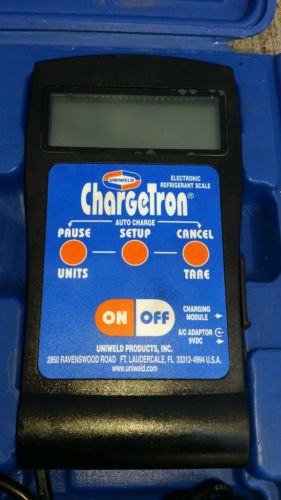 UNIWELD
ELECTRONIC
REFRIGERANT SCALE
ChargeTron®
AUTO CHARGE
PAUSE SETUP CANCEL
UNITS TARE
ON OFF
CHARGING
MODULE
A/C ADAPTOR
9VDC
UNIWELD PRODUCTS, INC.
2850 RAVENSWOOD ROAD FT. LAUDERDALE, FL 33312-4994 U.S.A.
www.uniweld.com